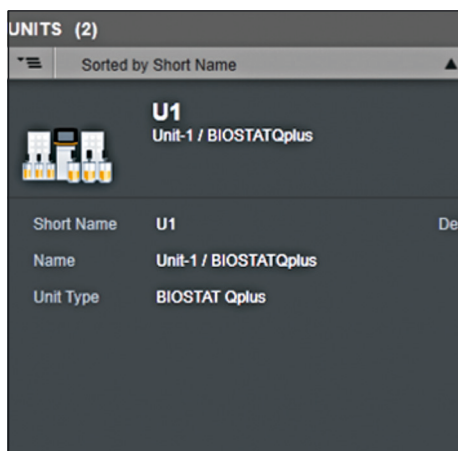 UNITS (2)
Sorted by Short Name ▲
U1
Unit-1 / BIOSTATQplus
Short Name U1 De
Name Unit-1 / BIOSTATQplus
Unit Type BIOSTAT Qplus